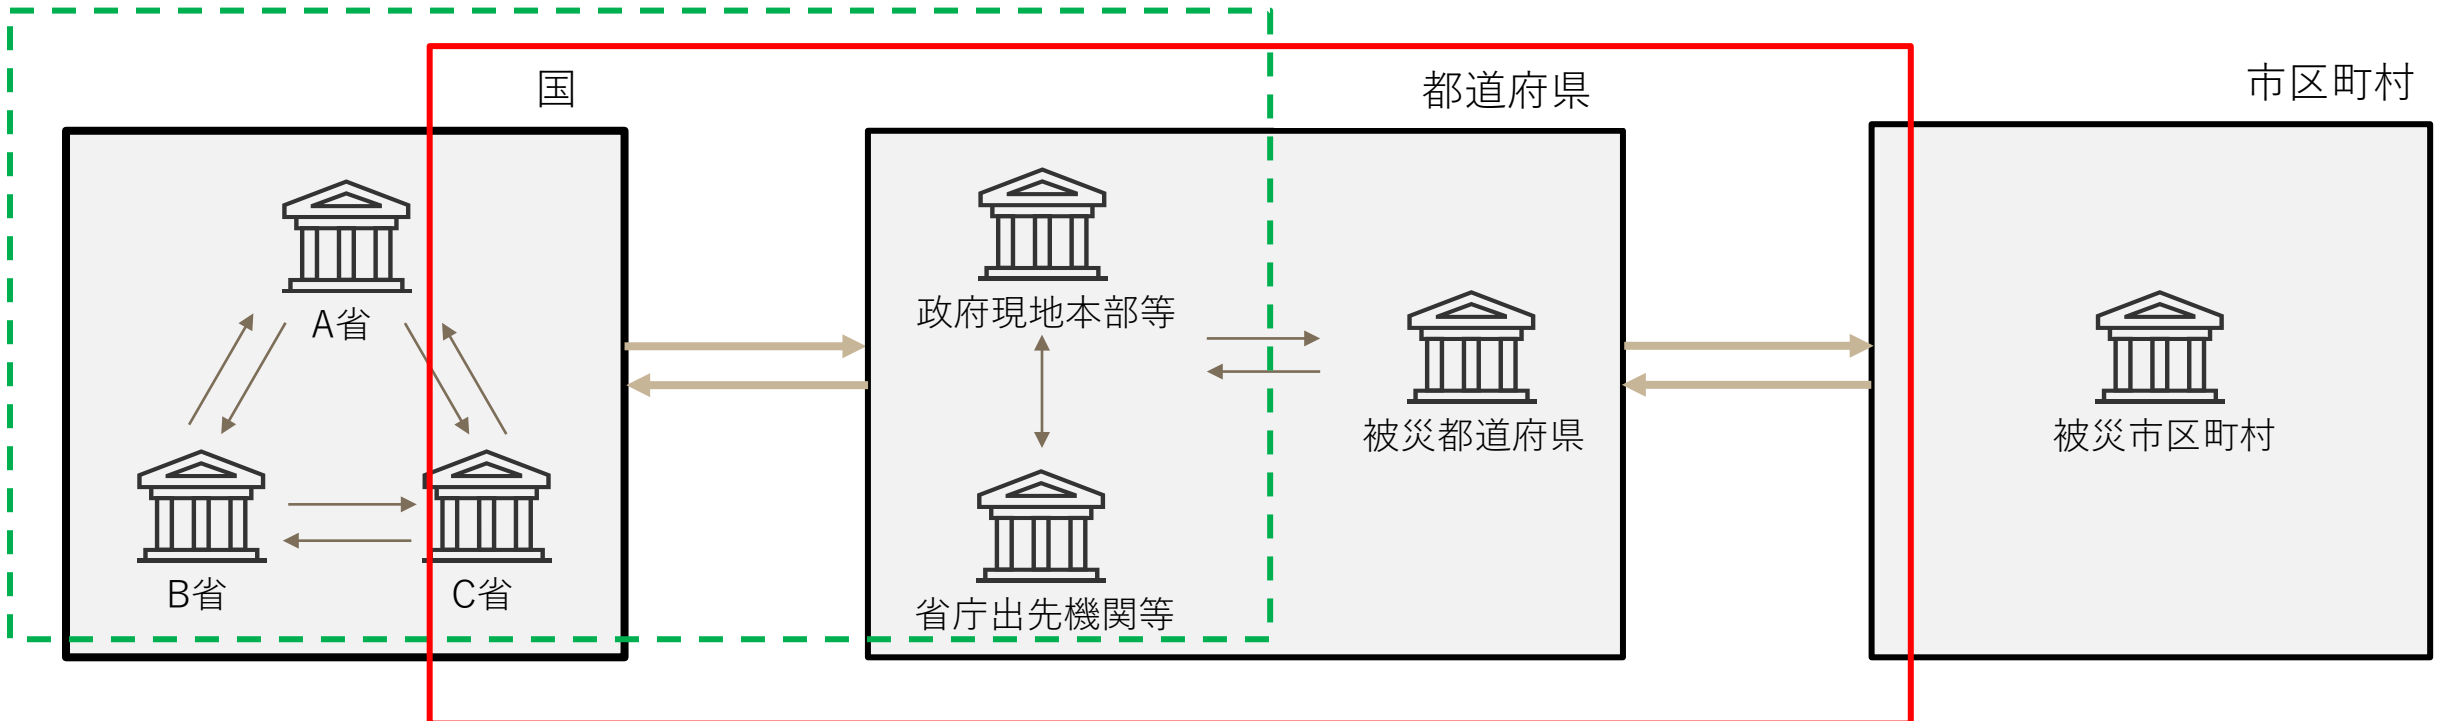 国
都道府県
市区町村
A省
B省
C省
政府現地本部等
省庁出先機関等
被災都道府県
被災市区町村